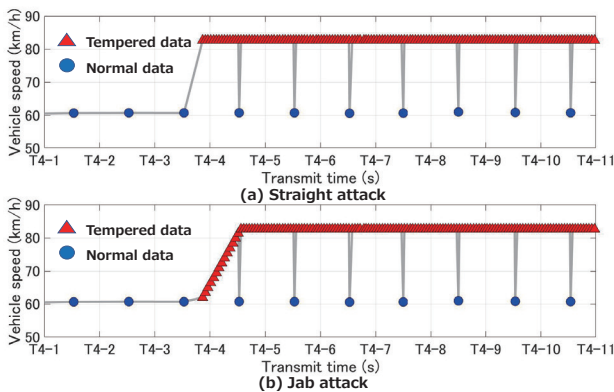 Vehicle speed (km/h)
90
80
70
60
50
Tempered data
Normal data
T4-1 T4-2 T4-3 T4-4 T4-5 T4-6 T4-7 T4-8 T4-9 T4-10 T4-11
Transmit time (s)
(a) Straight attack
Vehicle speed (km/h)
90
80
70
60
50
Tempered data
Normal data
T4-1 T4-2 T4-3 T4-4 T4-5 T4-6 T4-7 T4-8 T4-9 T4-10 T4-11
Transmit time (s)
(b) Jab attack